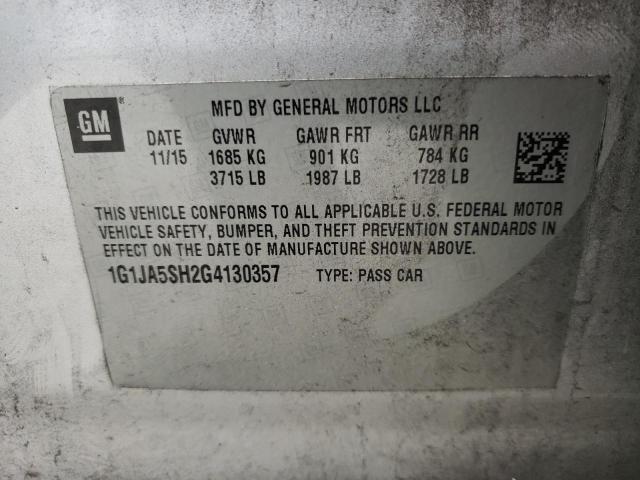 GM ®
MFD BY GENERAL MOTORS LLC
DATE GVWR GAWR FRT GAWR RR
11/15 1685 KG 901 KG 784 KG
3715 LB 1987 LB 1728 LB
THIS VEHICLE CONFORMS TO ALL APPLICABLE U.S. FEDERAL MOTOR
VEHICLE SAFETY, BUMPER, AND THEFT PREVENTION STANDARDS IN
EFFECT ON THE DATE OF MANUFACTURE SHOWN ABOVE.
1G1JA5SH2G4130357 TYPE: PASS CAR